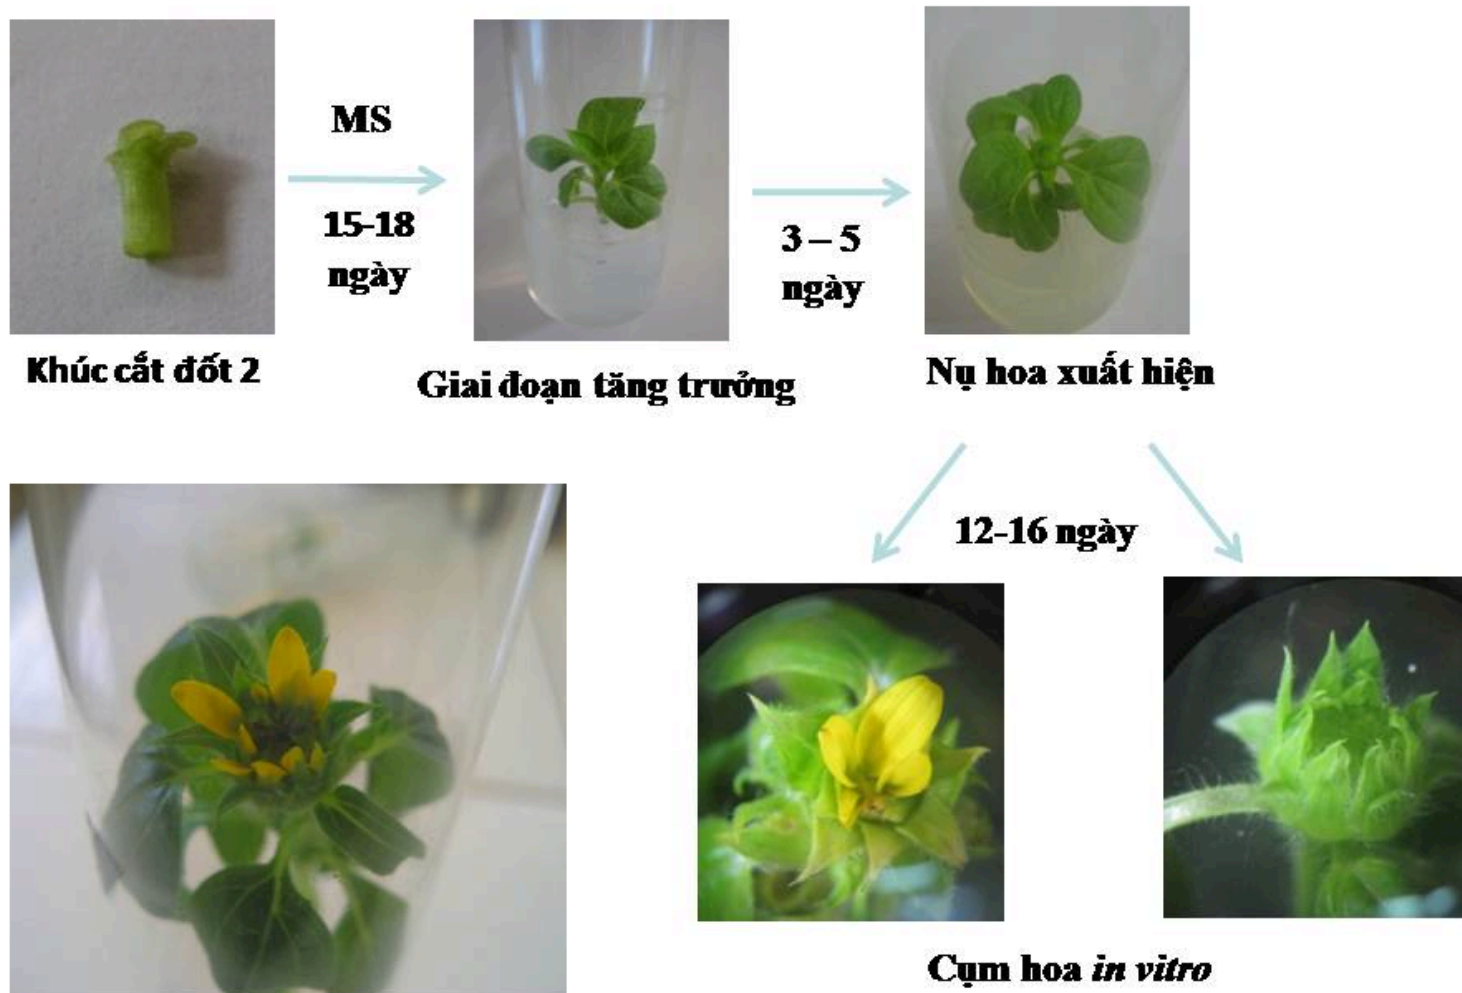 MS
15-18
ngày
Khúc cắt đốt 2
Giai đoạn tăng trưởng
3 – 5
ngày
Nụ hoa xuất hiện
12-16 ngày
Cụm hoa in vitro